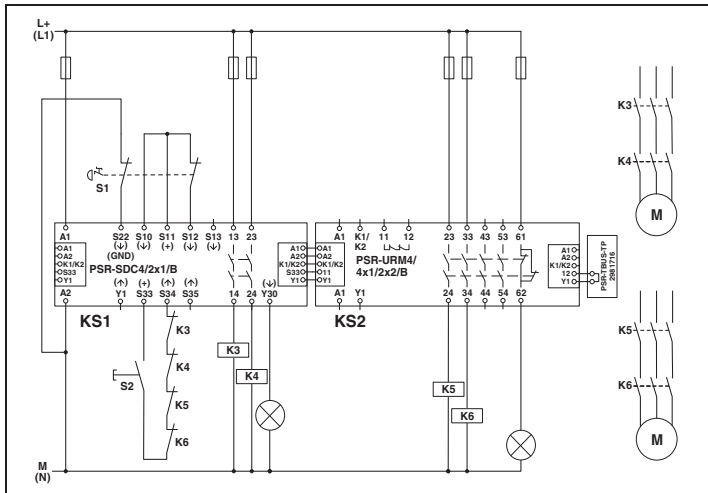 L+
(L1)
K3
K4
M
S1
A1 S22 S10 S11 S12 S13 13 23
(↓) (↓) (+) (↓) (↓)
(GND)
A1
A2
K1/K2
S33
Y1
PSR-SDC4/2x1/B
A1
A2
K1/K2
S33
Y1
(↑) (+) (↑) (↑) (↓)
A2 Y1 S33 S34 S35 14 24 Y30
KS1
A1 K1/ 11 12 23 33 43 53 61
K2
A1
A2
K1/K2
11
Y1
PSR-URM4/
4x1/2x2/B
A1
A2
K1/K2
12
Y1
PSR-TBUS-TP
2981716
A1 Y1 24 34 44 54 62
KS2
S2
K3
K4
K5
K6
K3
K4
K5
K6
K5
K6
M
M
(N)